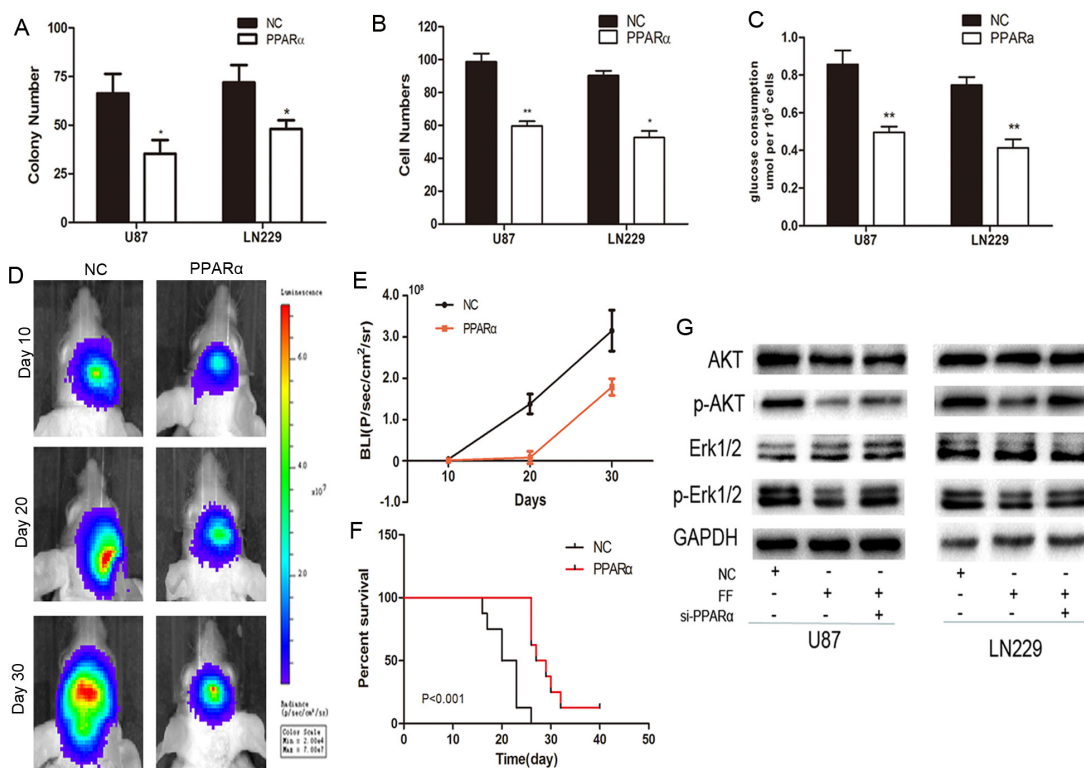 A
NC
PPARα
Colony Number
100
75
50
25
0
*
*
U87
LN229
B
NC
PPARα
Cell Numbers
120
100
80
60
40
20
0
**
*
U87
LN229
C
NC
PPARa
glucose consumption
umol per 10⁵ cells
1.0
0.8
0.6
0.4
0.2
0.0
**
**
U87
LN229
D
NC
PPARα
Day 10
Day 20
Day 30
Luminescence
6.0
4.0
×10⁷
2.0
Radiance
(p/sec/cm²/sr)
Color Scale
Min = 2.00e6
Max = 7.00e7
E
10⁸
NC
PPARα
BLI(P/sec/cm²/sr)
4.0
3.0
2.0
1.0
0
-1.0
10
20
30
Days
F
NC
PPARα
Percent survival
150
100
50
0
P<0.001
0
10
20
30
40
50
Time(day)
G
AKT
p-AKT
Erk1/2
p-Erk1/2
GAPDH
NC + - - + - -
FF - + + - + +
si-PPARα - - + - - +
U87
LN229